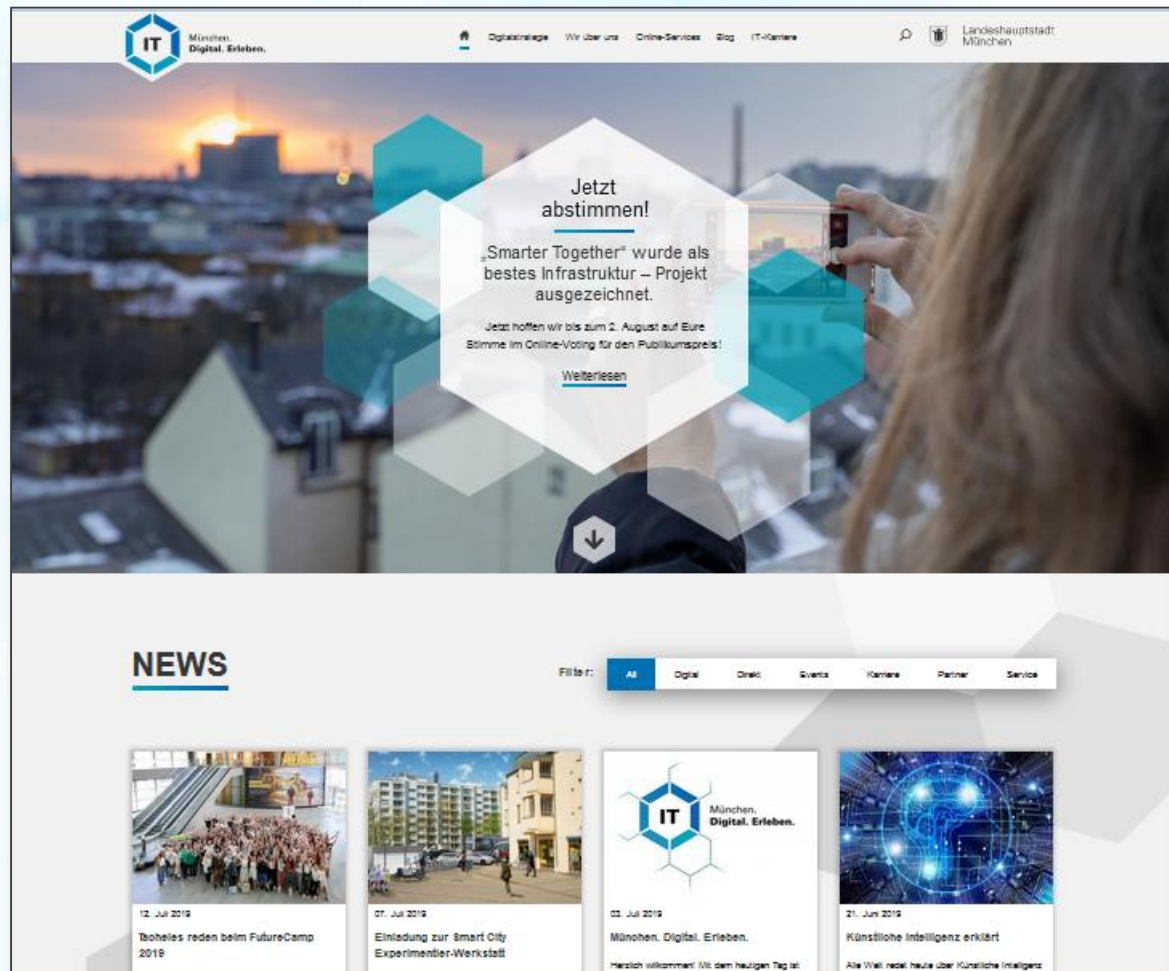 IT
München.
Digital. Erleben.
Digitalstrategie Wir über uns Online-Services Blog IT-Karriere
Landeshauptstadt
München
Jetzt
abstimmen!
„Smarter Together“ wurde als
bestes Infrastruktur – Projekt
ausgezeichnet.
Jetzt hoffen wir bis zum 2. August auf Eure
Stimme im Online-Voting für den Publikumspreis!
Weiterlesen
NEWS
Filter: All Digital Direkt Events Karriere Partner Service
12. Juli 2019
Tacheles reden beim FutureCamp
2019
07. Juli 2019
Einladung zur Smart City
Experimentier-Werkstatt
IT
München.
Digital. Erleben.
03. Juli 2019
München. Digital. Erleben.
Herzlich willkommen! Mit dem heutigen Tag ist
21. Juni 2019
Künstliche Intelligenz erklärt
Alle Welt redet heute über Künstliche Intelligenz